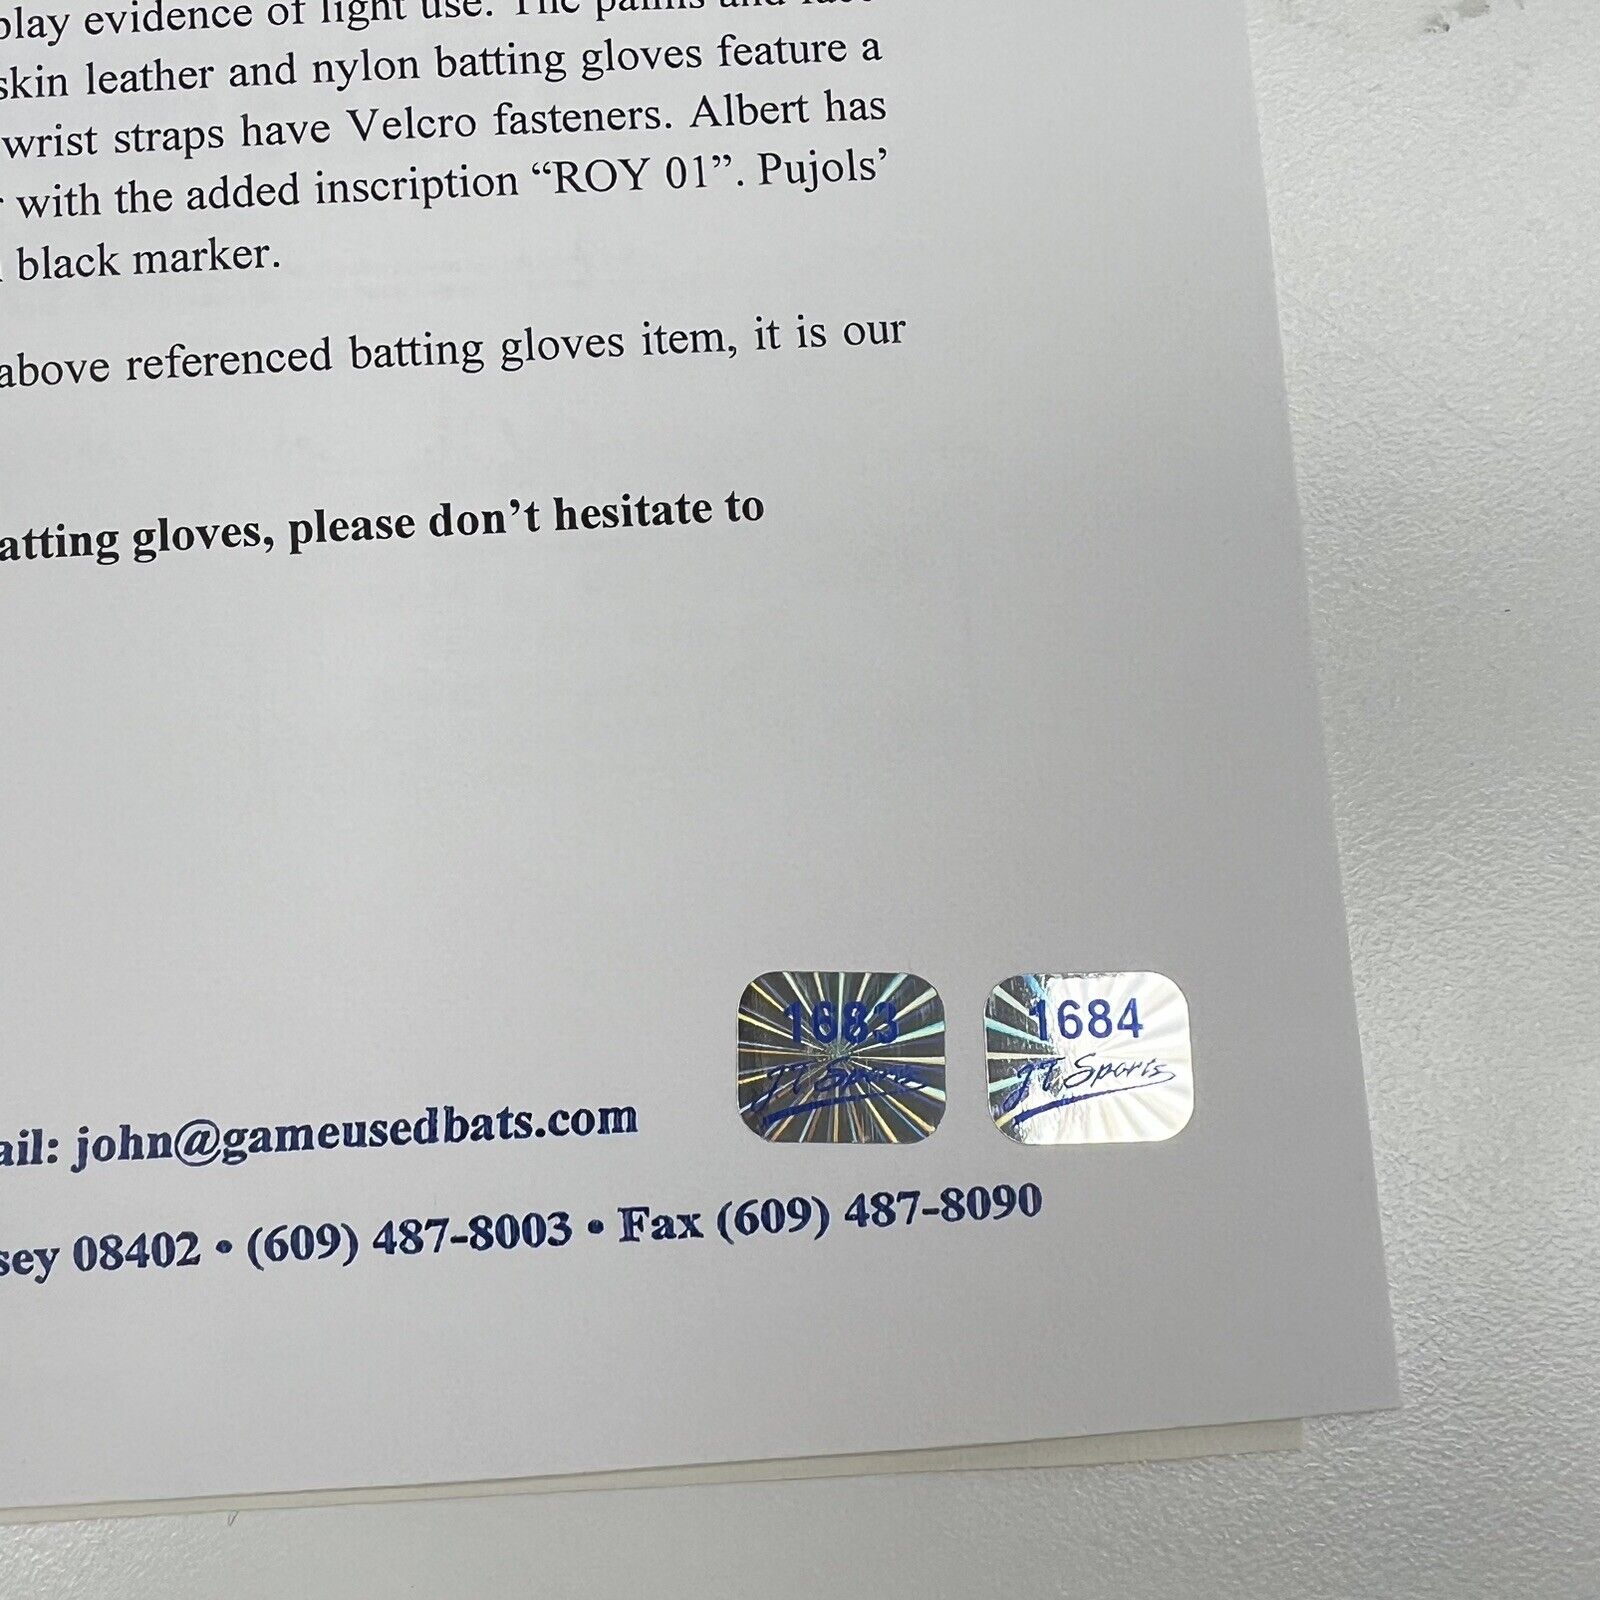 play evidence of light use. The palms and
skin leather and nylon batting gloves feature a
wrist straps have Velcro fasteners. Albert has
with the added inscription “ROY 01”. Pujols’
black marker.
above referenced batting gloves item, it is our
atting gloves, please don’t hesitate to
1683
JT Sports
1684
JT Sports
ail: john@gameusedbats.com
sey 08402 • (609) 487-8003 • Fax (609) 487-8090